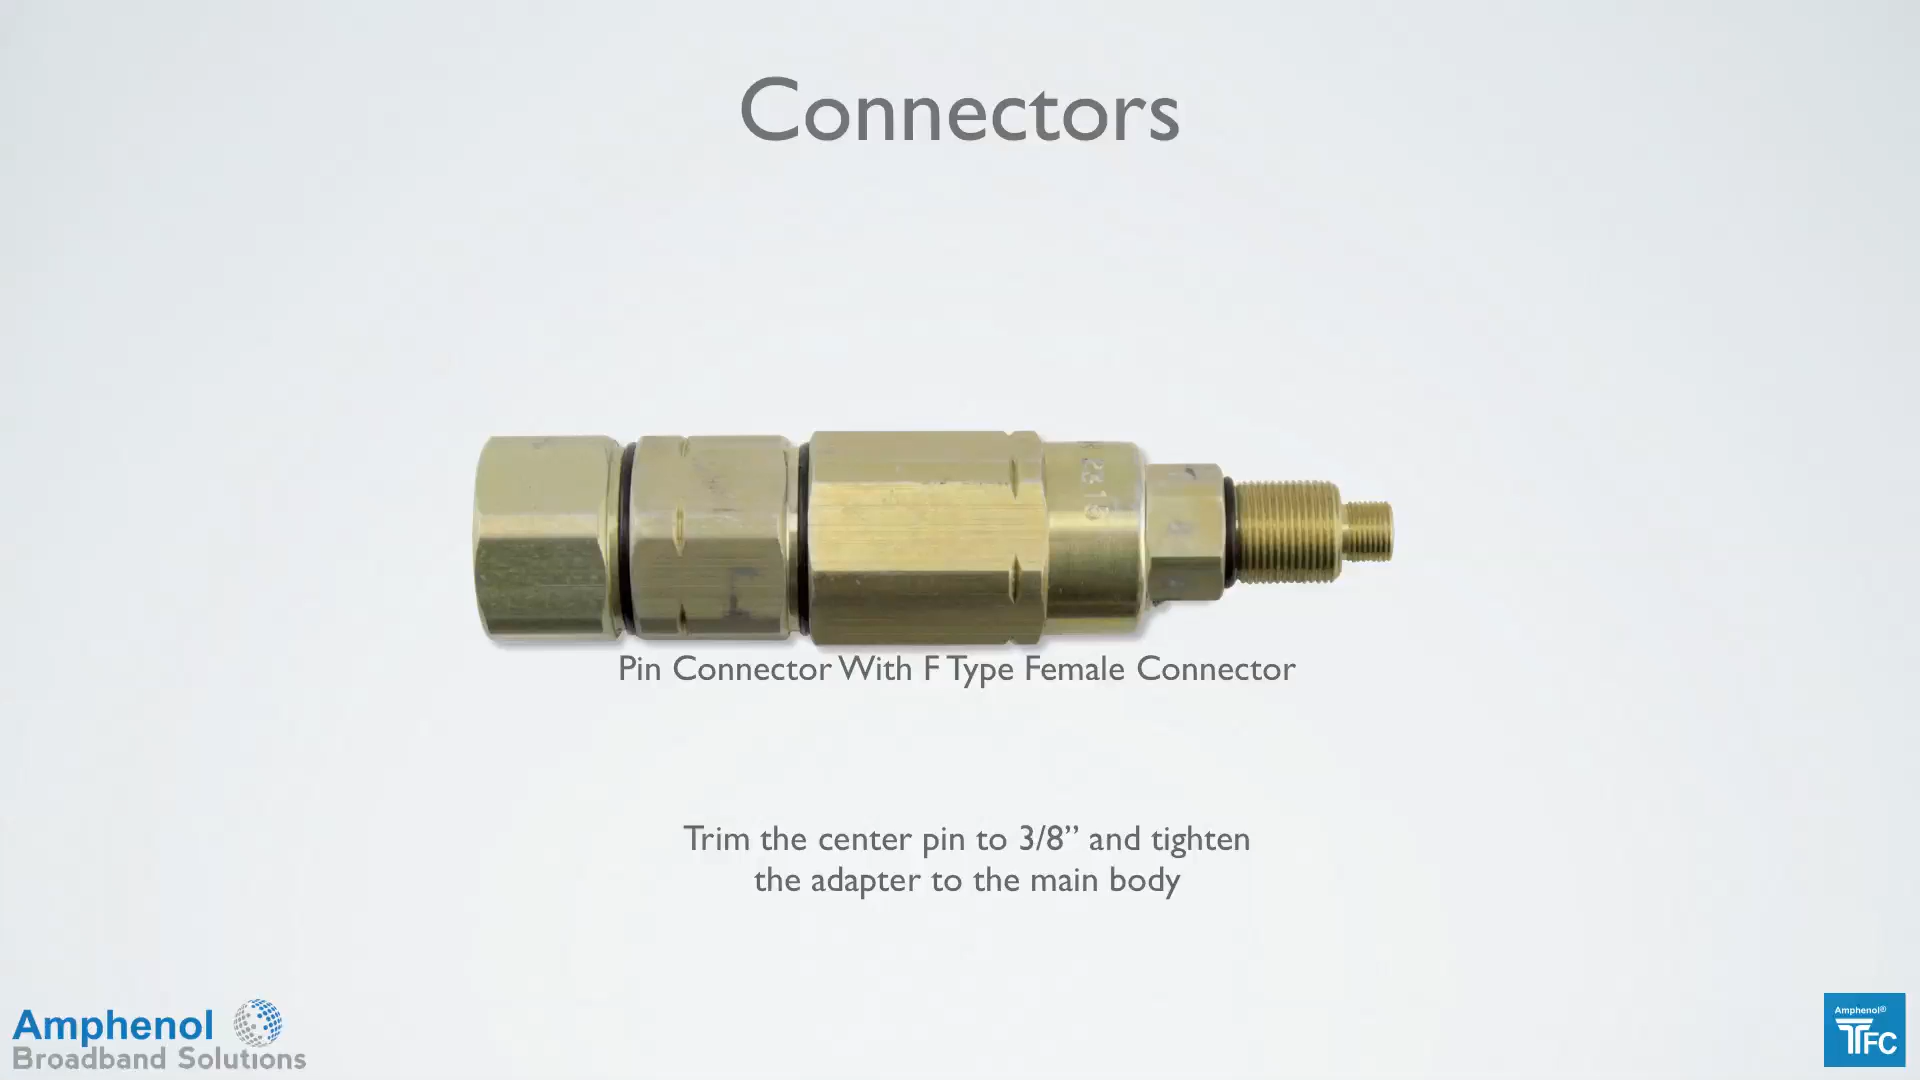 Connectors
Pin Connector With F Type Female Connector
Trim the center pin to 3/8” and tighten
the adapter to the main body
Amphenol
Broadband Solutions
Amphenol®
TFC